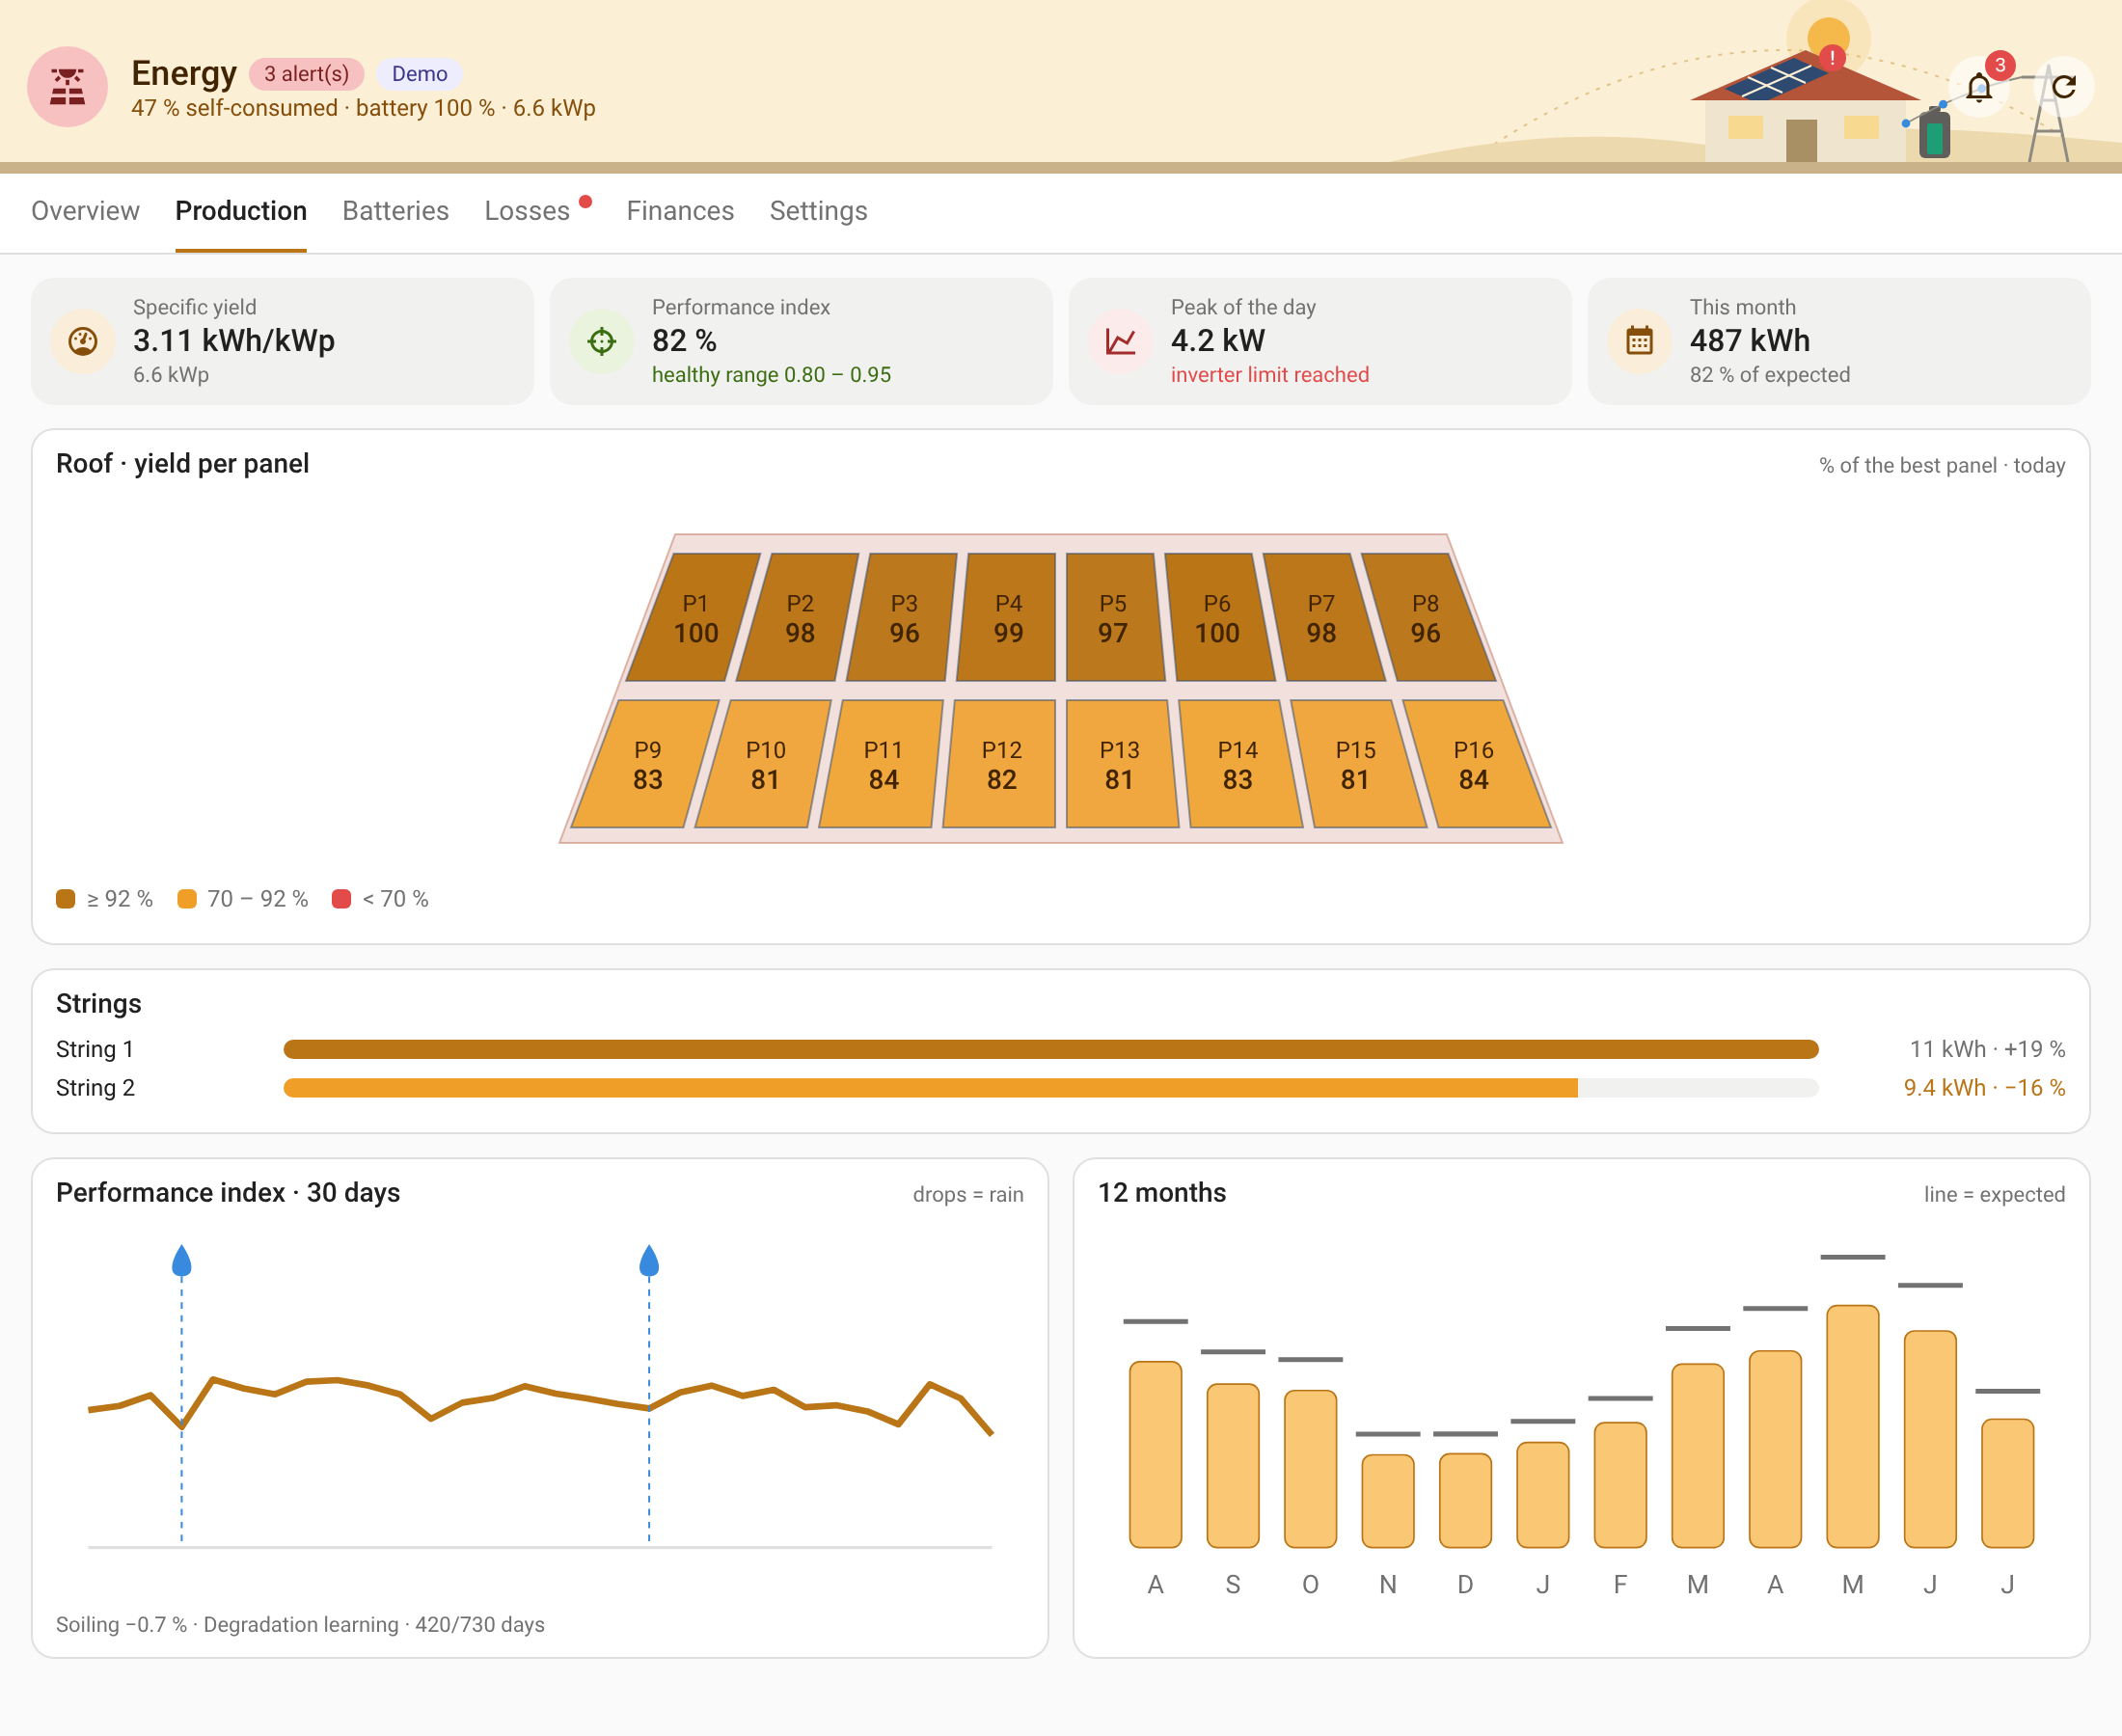 Energy 3 alert(s) Demo
47 % self-consumed · battery 100 % · 6.6 kWp
!
3
Overview Production Batteries Losses Finances Settings
Specific yield
3.11 kWh/kWp
6.6 kWp
Performance index
82 %
healthy range 0.80 – 0.95
Peak of the day
4.2 kW
inverter limit reached
This month
487 kWh
82 % of expected
Roof · yield per panel
% of the best panel · today
P1 P2 P3 P4 P5 P6 P7 P8
100 98 96 99 97 100 98 96
P9 P10 P11 P12 P13 P14 P15 P16
83 81 84 82 81 83 81 84
≥ 92 % 70 – 92 % < 70 %
Strings
String 1 11 kWh · +19 %
String 2 9.4 kWh · −16 %
Performance index · 30 days
drops = rain
Soiling −0.7 % · Degradation learning · 420/730 days
12 months
line = expected
A S O N D J F M A M J J